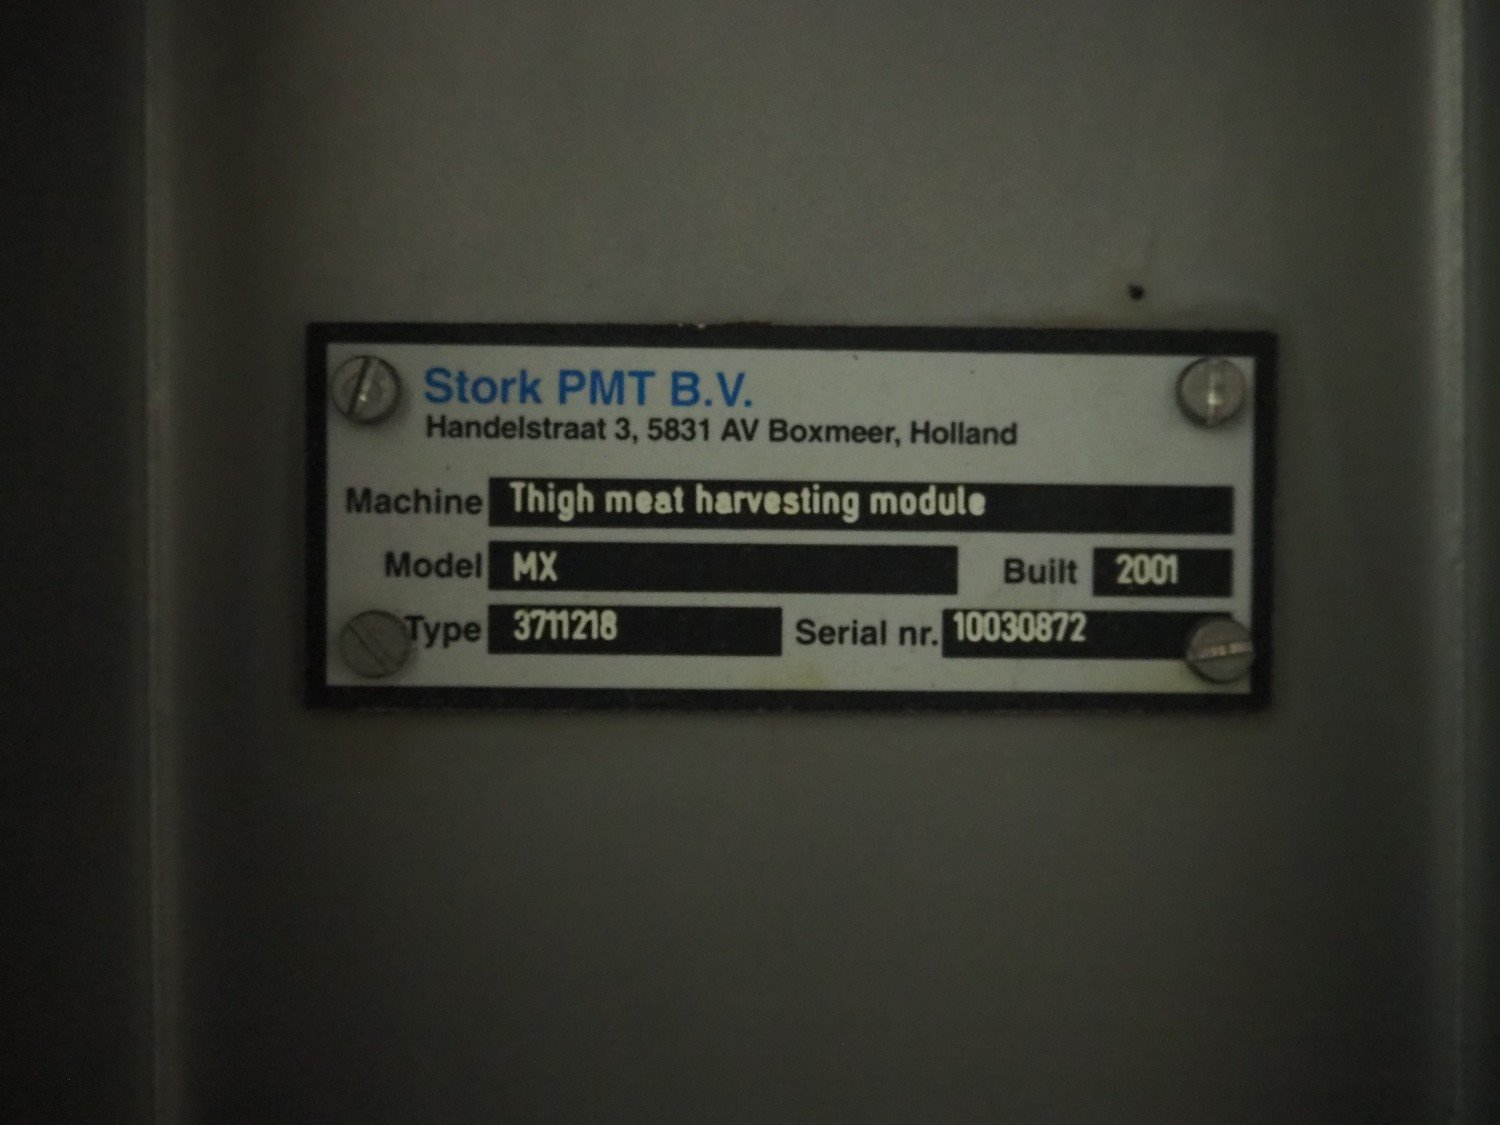 Stork PMT B.V.
Handelstraat 3, 5831 AV Boxmeer, Holland
Machine Thigh meat harvesting module
Model MX Built 2001
Type 3711218 Serial nr. 10030872